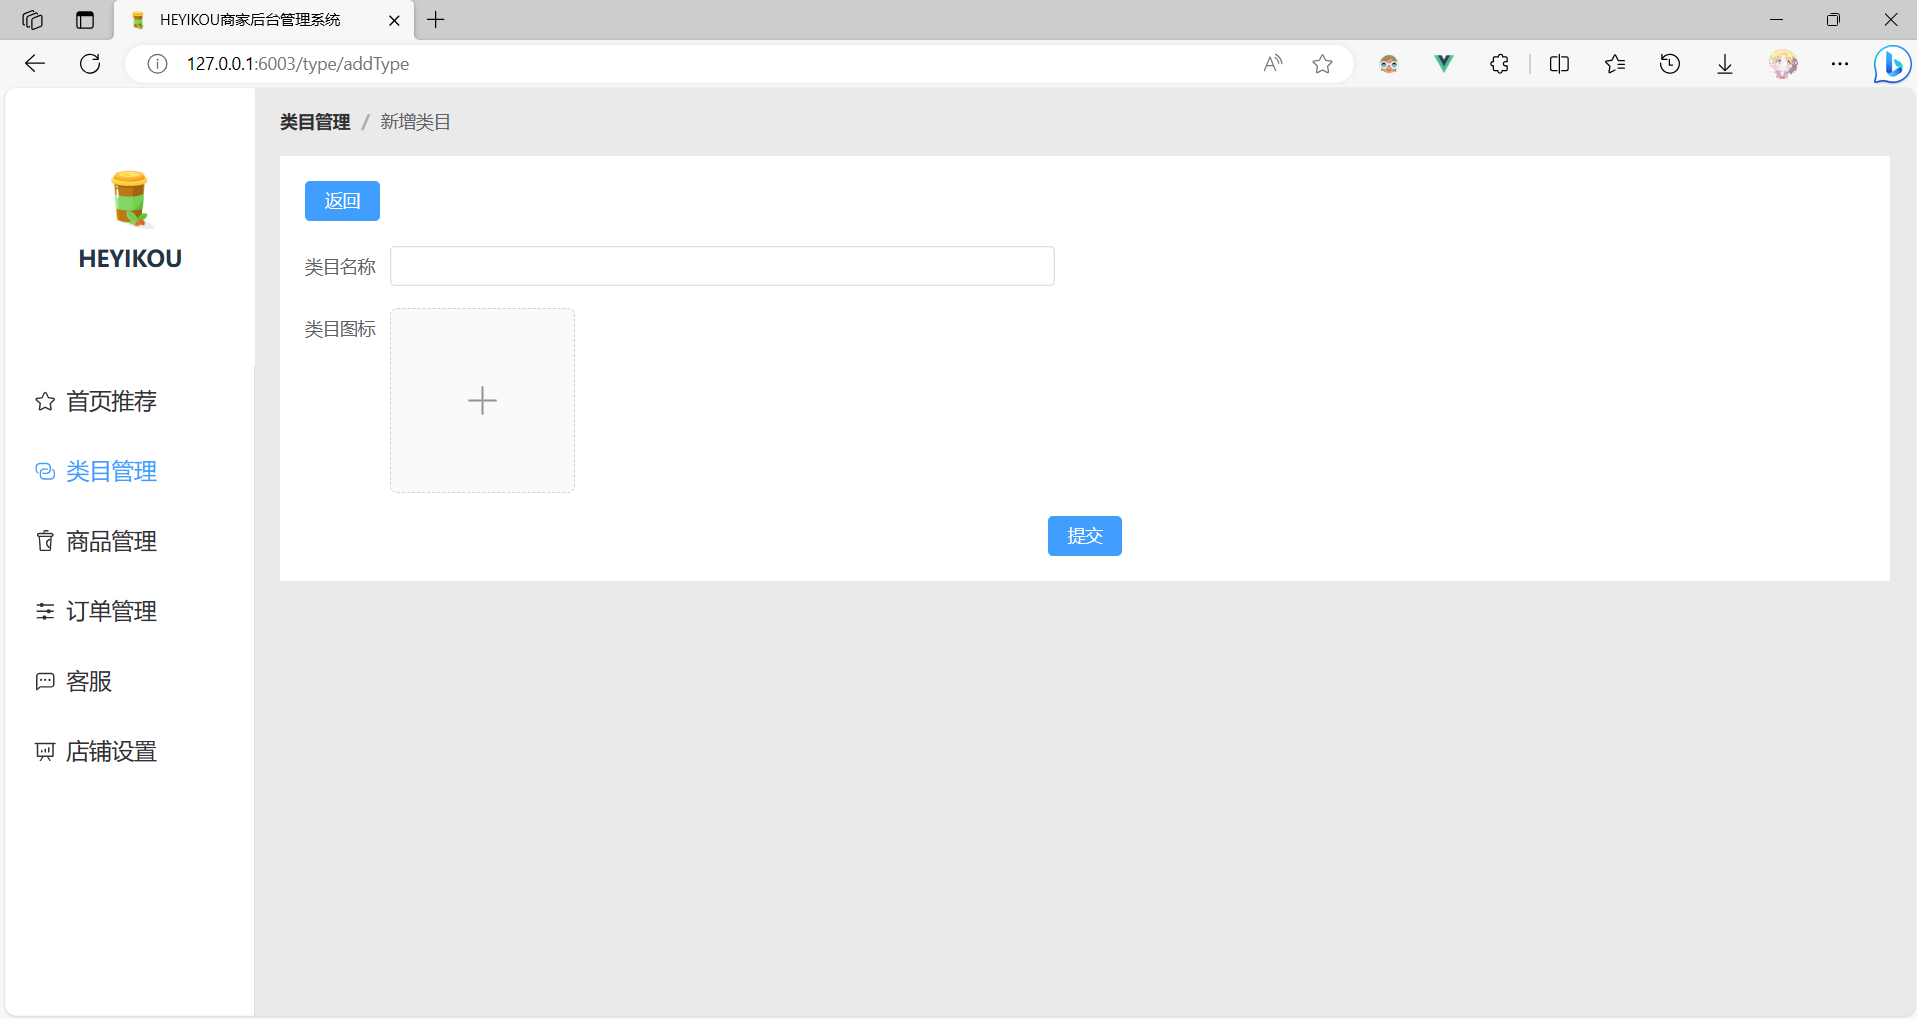 HEYIKOU商家后台管理系统
127.0.0.1:6003/type/addType
HEYIKOU
首页推荐
类目管理
商品管理
订单管理
客服
店铺设置
类目管理 / 新增类目
返回
类目名称
类目图标
提交